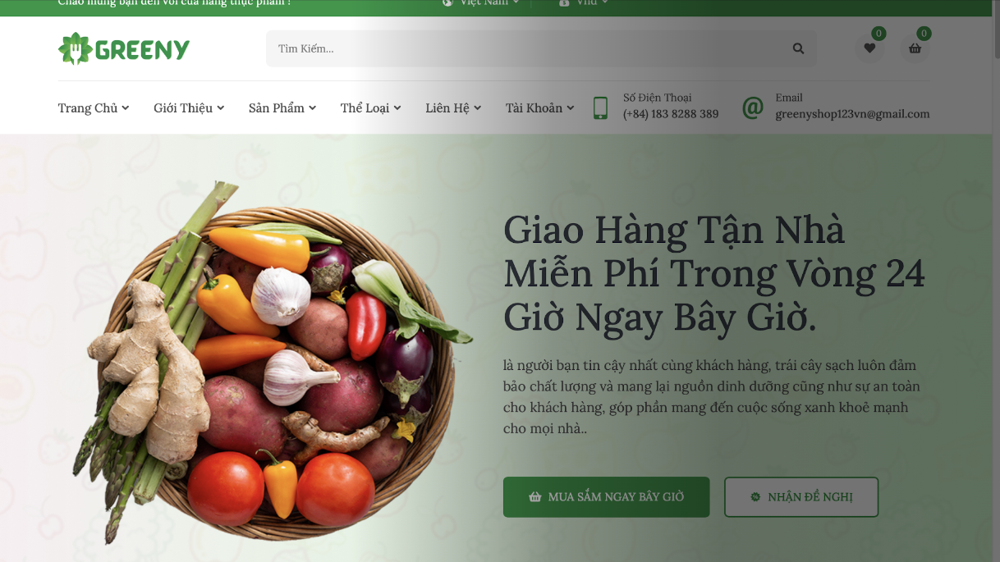 Chào mừng bạn đến với cửa hàng thực phẩm !
Việt Nam
Vnd
GREENY
Tìm Kiếm...
0
0
Trang Chủ
Giới Thiệu
Sản Phẩm
Thể Loại
Liên Hệ
Tài Khoản
Số Điện Thoại
(+84) 183 8288 389
Email
greenyshop123vn@gmail.com
Giao Hàng Tận Nhà
Miễn Phí Trong Vòng 24
Giờ Ngay Bây Giờ.
là người bạn tin cậy nhất cùng khách hàng, trái cây sạch luôn đảm
bảo chất lượng và mang lại nguồn dinh dưỡng cũng như sự an toàn
cho khách hàng, góp phần mang đến cuộc sống xanh khoẻ mạnh
cho mọi nhà..
MUA SẮM NGAY BÂY GIỜ
NHẬN ĐỀ NGHỊ